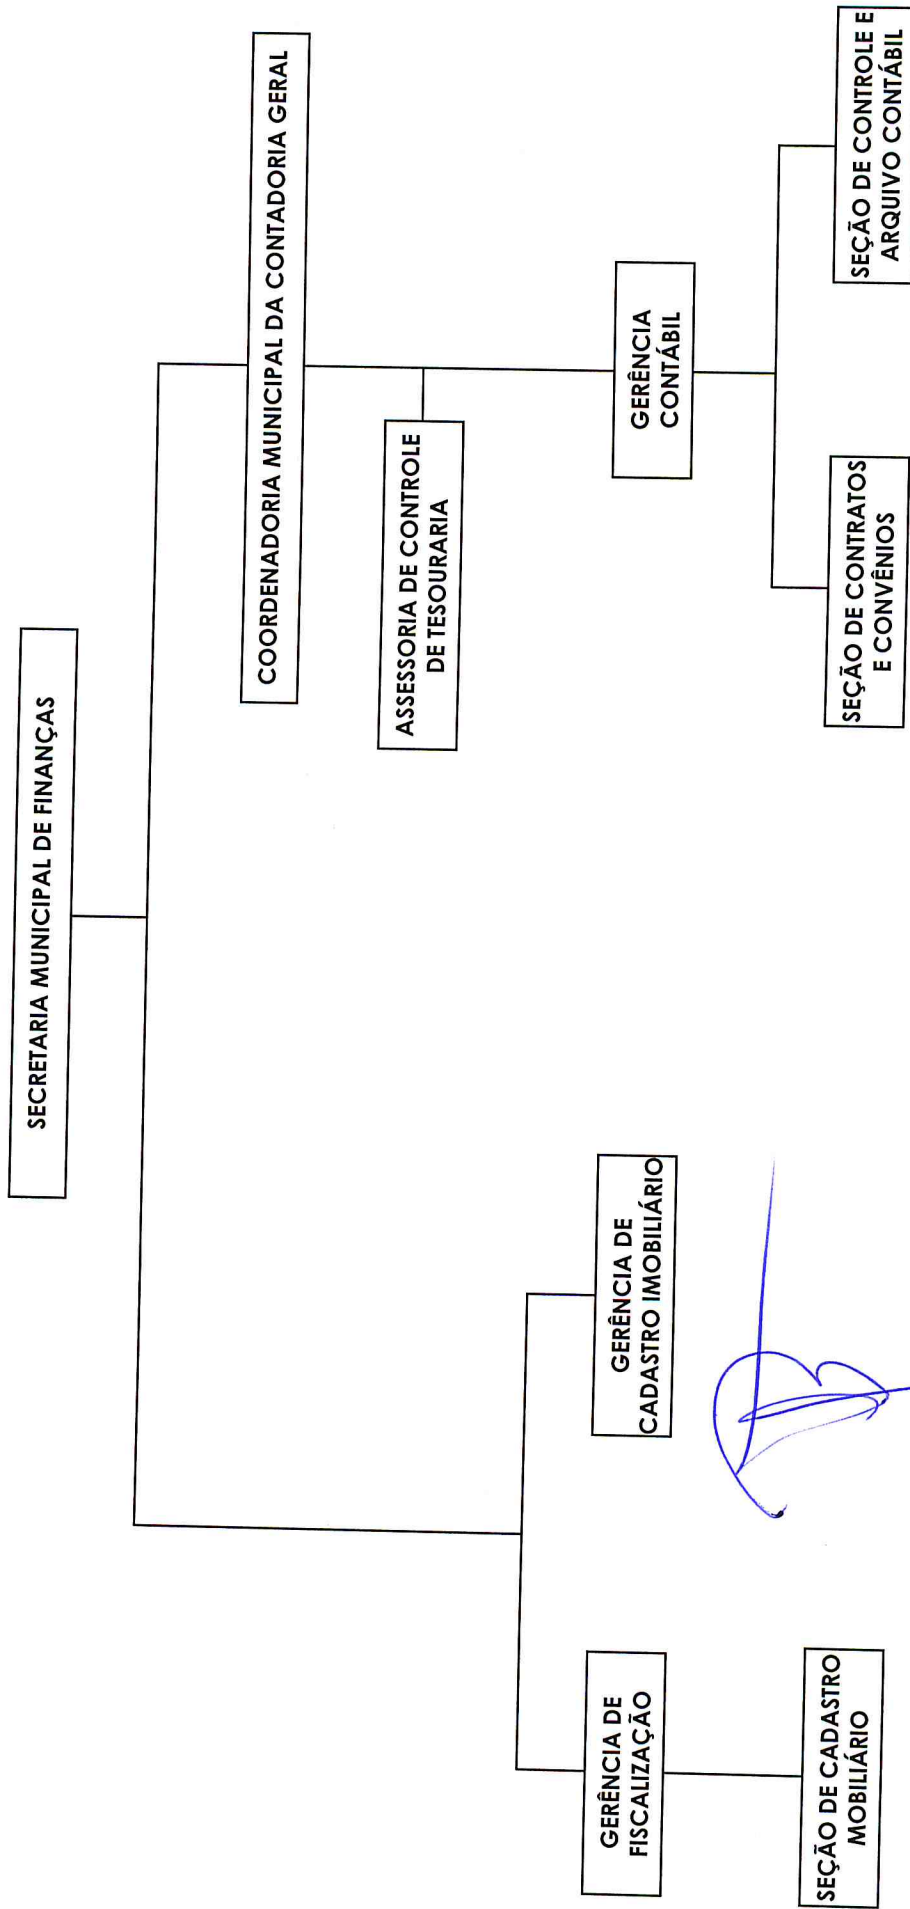 SECRETARIA MUNICIPAL DE FINANÇAS
COORDENADORIA MUNICIPAL DA CONTADORIA GERAL
ASSESSORIA DE CONTROLE
DE TESOURARIA
GERÊNCIA DE
FISCALIZAÇÃO
GERÊNCIA DE
CADASTRO IMOBILIÁRIO
GERÊNCIA
CONTÁBIL
SEÇÃO DE CADASTRO
MOBILIÁRIO
SEÇÃO DE CONTRATOS
E CONVÊNIOS
SEÇÃO DE CONTROLE E
ARQUIVO CONTÁBIL